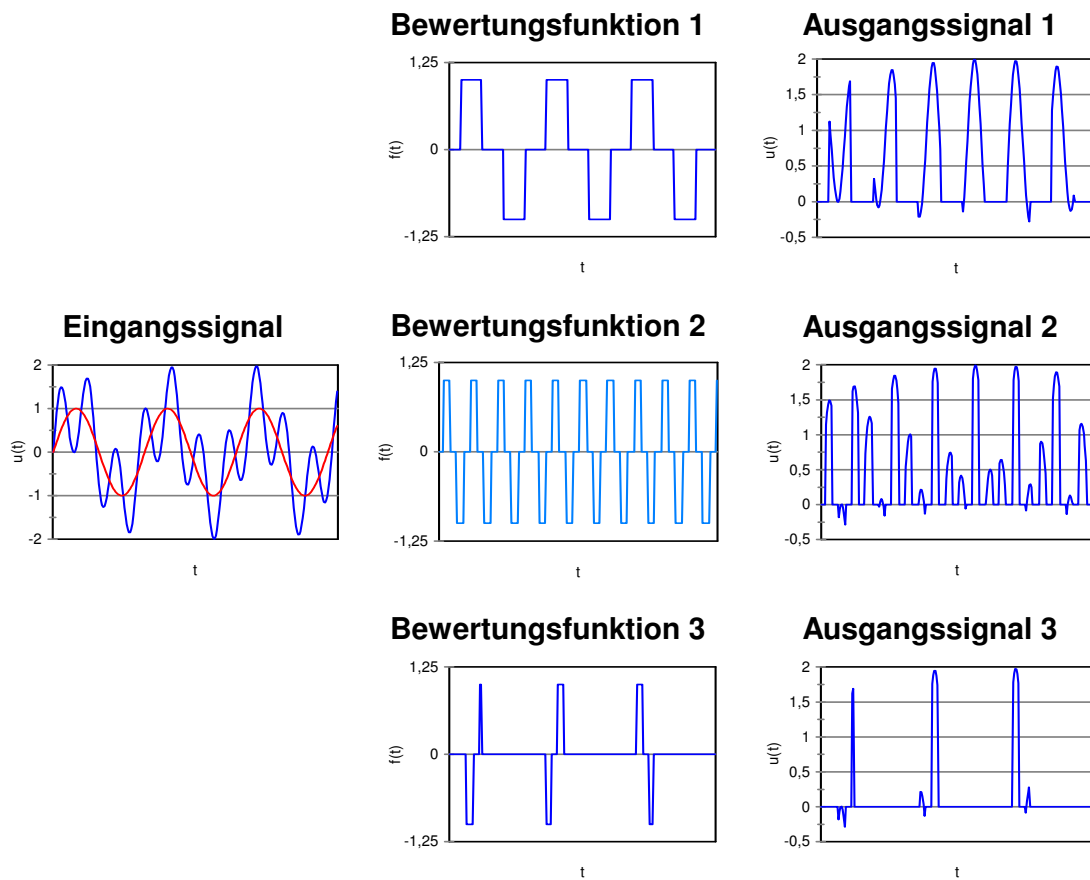 Bewertungsfunktion 1
1,25
0
-1,25
f(t)
t
Ausgangssignal 1
2
1,5
1
0,5
0
-0,5
u(t)
t
Eingangssignal
2
1
0
-1
-2
u(t)
t
Bewertungsfunktion 2
1,25
0
-1,25
f(t)
t
Ausgangssignal 2
2
1,5
1
0,5
0
-0,5
u(t)
t
Bewertungsfunktion 3
1,25
0
-1,25
f(t)
t
Ausgangssignal 3
2
1,5
1
0,5
0
-0,5
u(t)
t